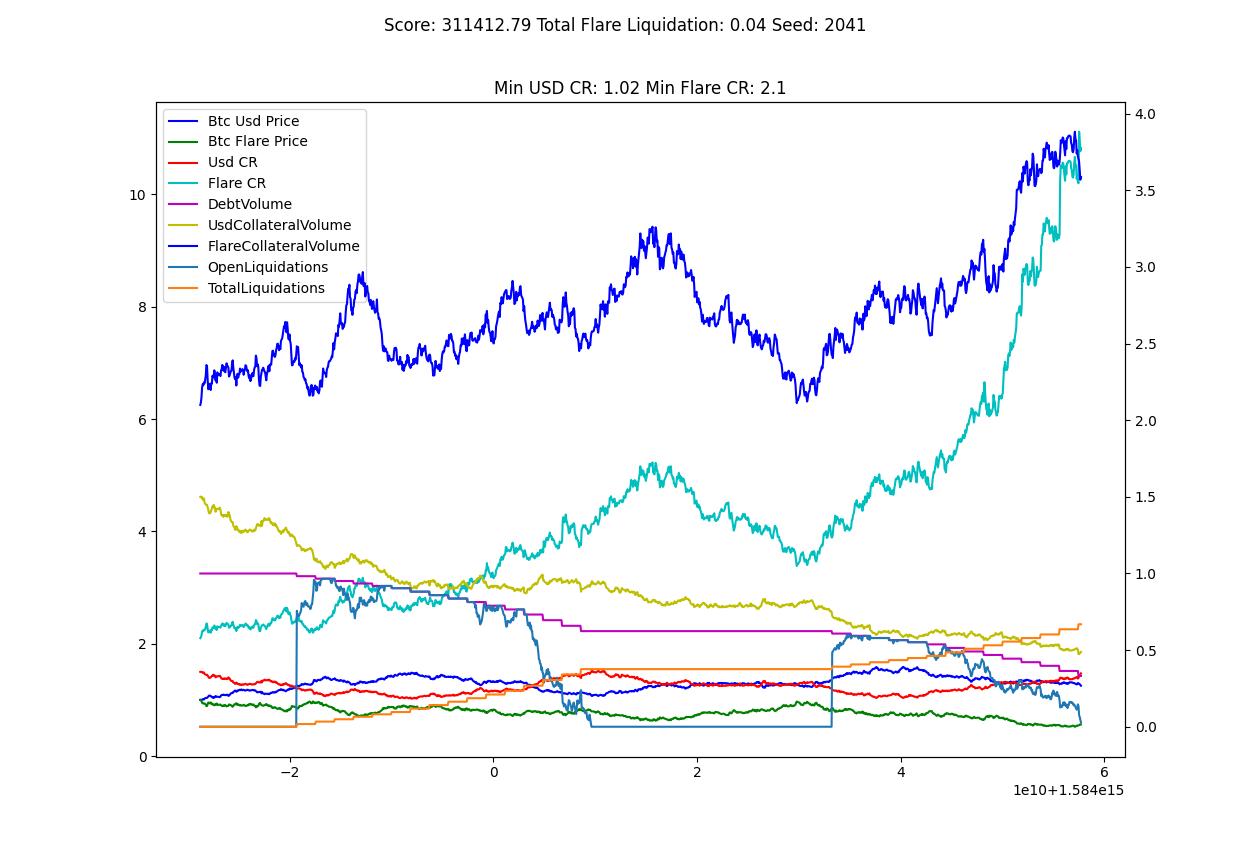 Score: 311412.79 Total Flare Liquidation: 0.04 Seed: 2041
Min USD CR: 1.02 Min Flare CR: 2.1
Btc Usd Price
Btc Flare Price
Usd CR
Flare CR
DebtVolume
UsdCollateralVolume
FlareCollateralVolume
OpenLiquidations
TotalLiquidations
10
8
6
4
2
0
4.0
3.5
3.0
2.5
2.0
1.5
1.0
0.5
0.0
−2
0
2
4
6
1e10+1.584e15